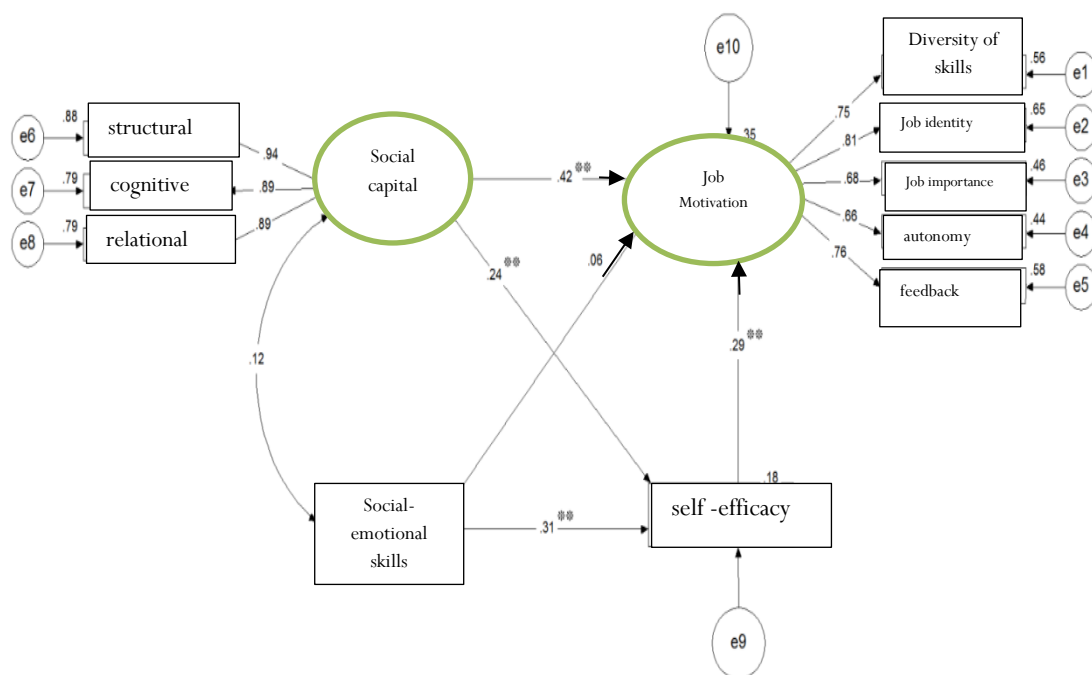 e10
Diversity of
skills
.56
e1
.88
e6
structural
.94
.75
.35
Job identity
.65
e2
.81
Social
capital
.42**
Job
Motivation
.79
e7
cognitive
.89
.68
Job importance
.46
e3
.79
e8
relational
.89
.66
autonomy
.44
e4
.06
.76
feedback
.58
e5
.24**
.12
.29**
.18
Social-
emotional
skills
.31**
self -efficacy
e9